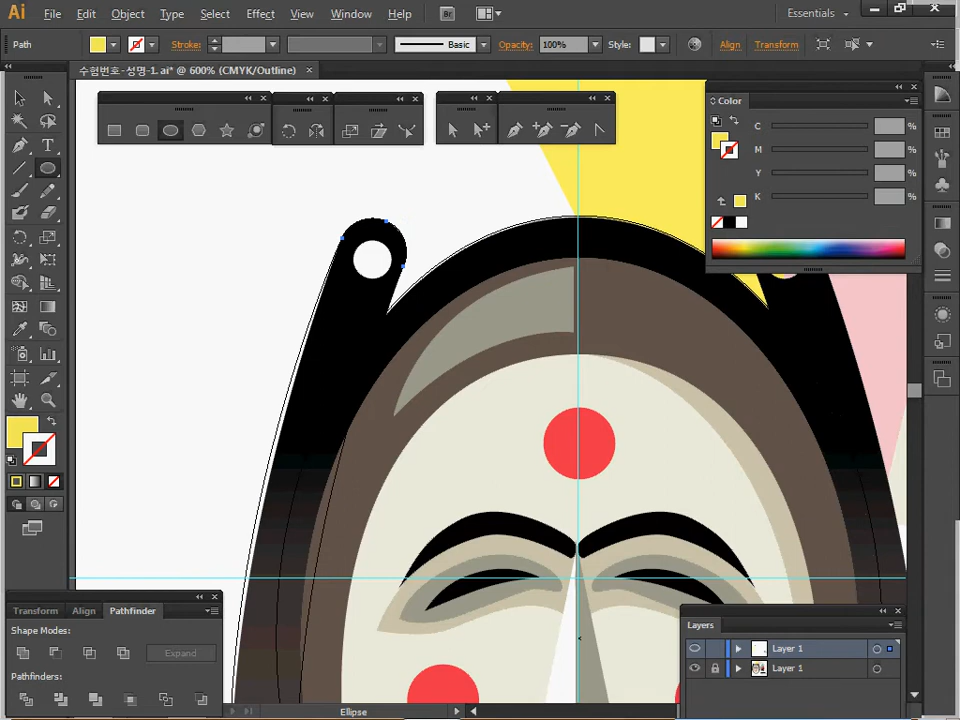 Ai File Edit Object Type Select Effect View Window Help Br Essentials
Path Stroke: Basic Opacity: 100% Style: Align Transform
수험번호-성명-1. ai* @ 600% (CMYK/Outline)
Color
C %
M %
Y %
K %
Transform Align Pathfinder
Shape Modes:
Expand
Pathfinders:
Layers
Layer 1
Layer 1
Ellipse